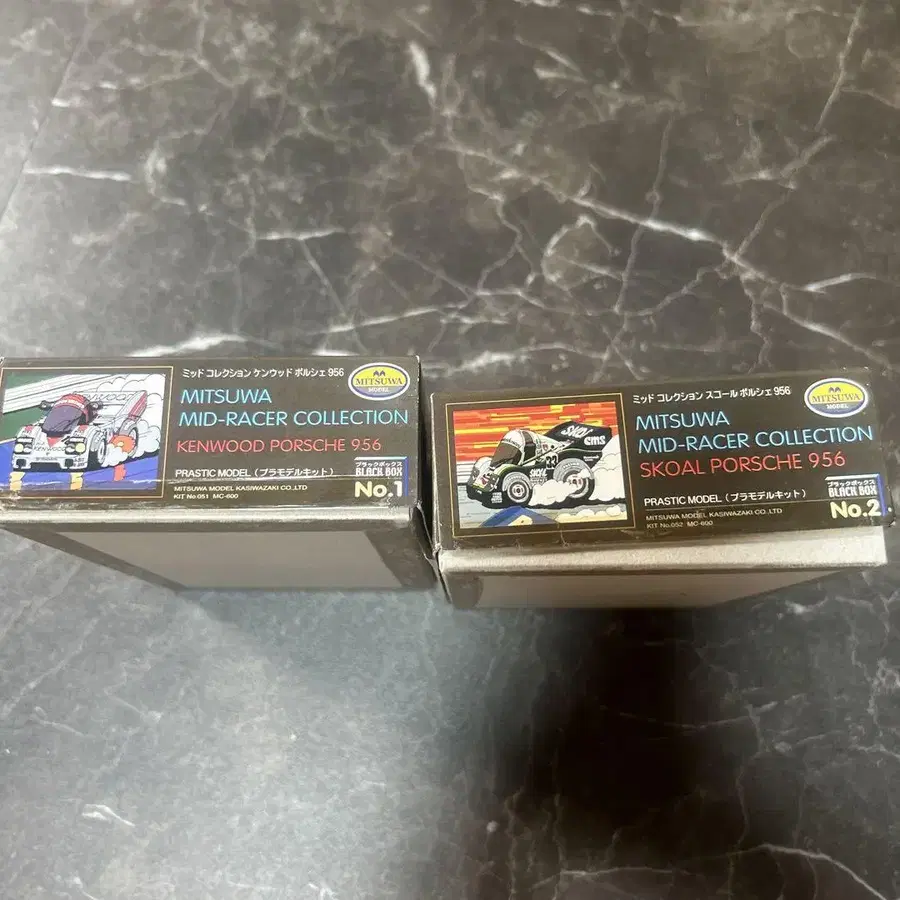 ミッド コレクション ケンウッド ポルシェ 956
MITSUWA
MODEL
MITSUWA
MID-RACER COLLECTION
KENWOOD PORSCHE 956
PRASTIC MODEL (プラモデルキット)
MITSUWA MODEL KASIWAZAKI CO.,LTD
KIT No.051 MC-600
ブラックボックス
BLACK BOX
No.1
KENWOOD
ミッド コレクション スコール ポルシェ 956
MITSUWA
MODEL
MITSUWA
MID-RACER COLLECTION
SKOAL PORSCHE 956
PRASTIC MODEL (プラモデルキット)
MITSUWA MODEL KASIWAZAKI CO.,LTD
KIT No.052 MC-600
ブラックボックス
BLACK BOX
No.2
33